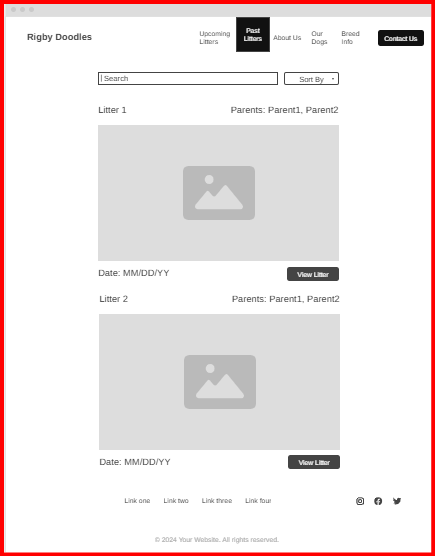 Rigby Doodles
Upcoming
Litters
Past
Litters
About Us
Our
Dogs
Breed
Info
Contact Us
Search
Sort By
Litter 1
Parents: Parent1, Parent2
Date: MM/DD/YY
View Litter
Litter 2
Parents: Parent1, Parent2
Date: MM/DD/YY
View Litter
Link one
Link two
Link three
Link four
© 2024 Your Website. All rights reserved.